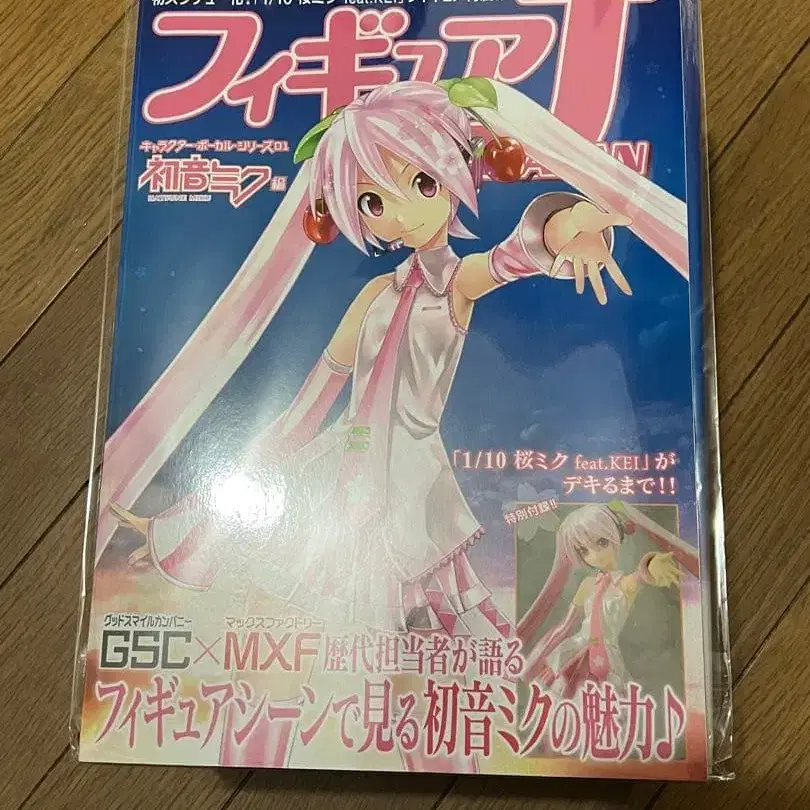 フィギュアJ
キャラクター・ボーカル・シリーズ01
初音ミク 編
HATSUNE MIKU
「1/10 桜ミク feat.KEI」が
デキるまで!!
特別付録!!
グッドスマイルカンパニー
マックスファクトリー
GSC×MXF歴代担当者が語る
フィギュアシーンで見る初音ミクの魅力♪